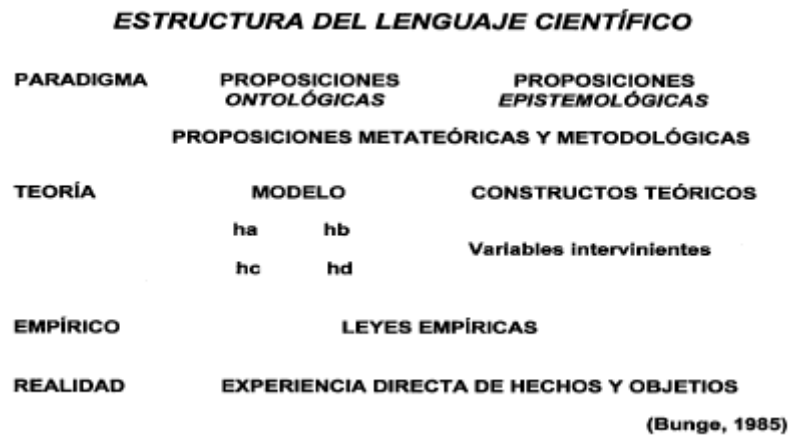 ESTRUCTURA DEL LENGUAJE CIENTÍFICO
PARADIGMA PROPOSICIONES PROPOSICIONES
ONTOLÓGICAS EPISTEMOLÓGICAS
PROPOSICIONES METATEÓRICAS Y METODOLÓGICAS
TEORÍA MODELO CONSTRUCTOS TEÓRICOS
ha hb
Variables intervinientes
hc hd
EMPÍRICO LEYES EMPÍRICAS
REALIDAD EXPERIENCIA DIRECTA DE HECHOS Y OBJETIOS
(Bunge, 1985)